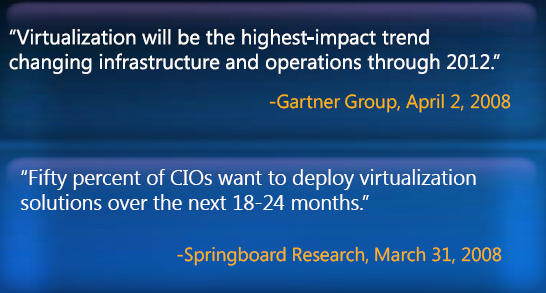 “Virtualization will be the highest-impact trend
changing infrastructure and operations through 2012.”
-Gartner Group, April 2, 2008
“Fifty percent of CIOs want to deploy virtualization
solutions over the next 18-24 months.”
-Springboard Research, March 31, 2008